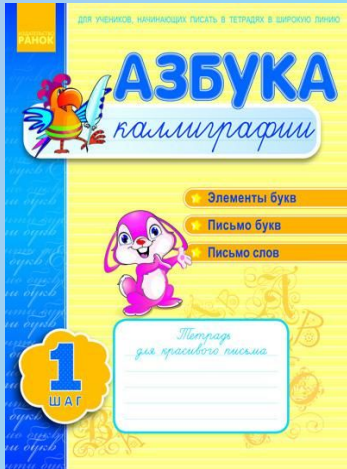 ИЗДАТЕЛЬСТВО
РАНОК
ДЛЯ УЧЕНИКОВ, НАЧИНАЮЩИХ ПИСАТЬ В ТЕТРАДЯХ В ШИРОКУЮ ЛИНИЮ
АЗБУКА
каллиграфии
Элементы букв
Письмо букв
Письмо слов
Тетрадь
для красивого письма
1
ШАГ